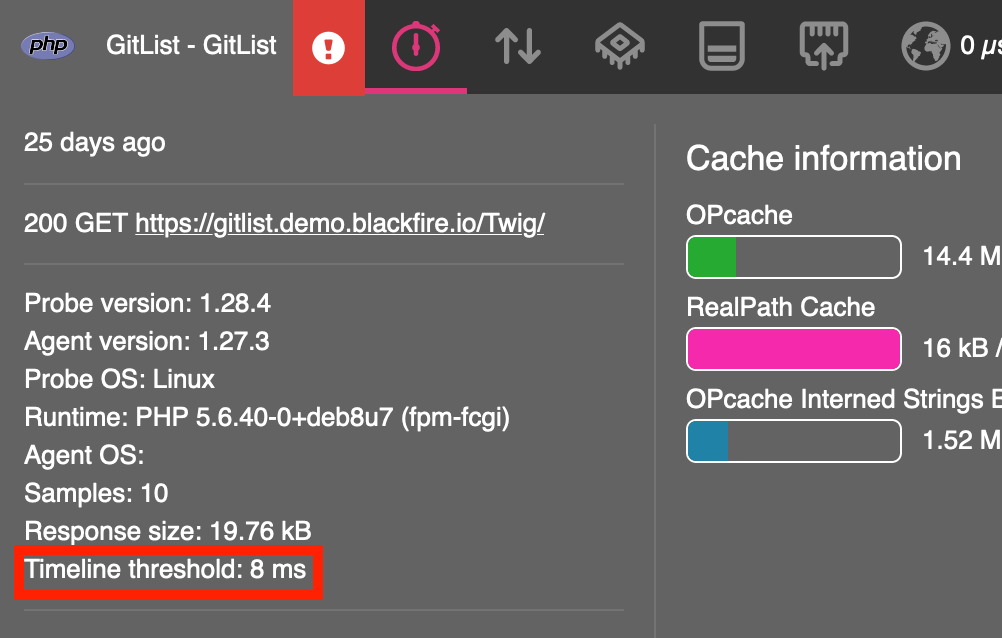 php GitList - GitList 0 µs
25 days ago
200 GET https://gitlist.demo.blackfire.io/Twig/
Probe version: 1.28.4
Agent version: 1.27.3
Probe OS: Linux
Runtime: PHP 5.6.40-0+deb8u7 (fpm-fcgi)
Agent OS:
Samples: 10
Response size: 19.76 kB
Timeline threshold: 8 ms
Cache information
OPcache
14.4 M
RealPath Cache
16 kB /
OPcache Interned Strings
1.52 M